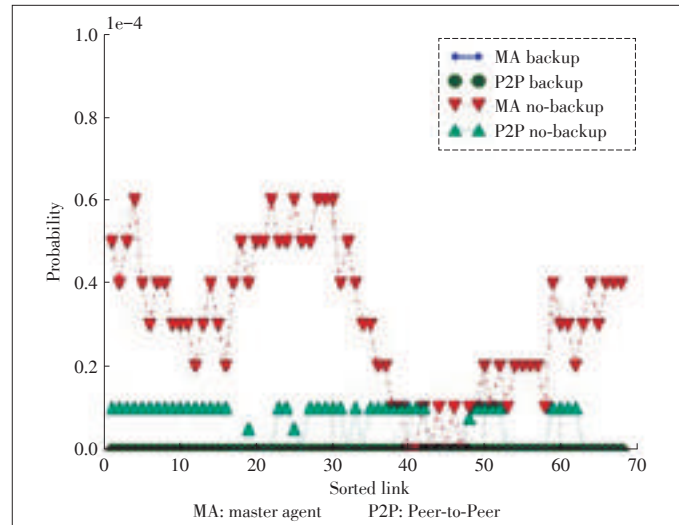 1e-4
1.0
MA backup
P2P backup
MA no-backup
P2P no-backup
0.8
0.6
Probability
0.4
0.2
0.0
0 10 20 30 40 50 60 70
Sorted link
MA: master agent P2P: Peer-to-Peer